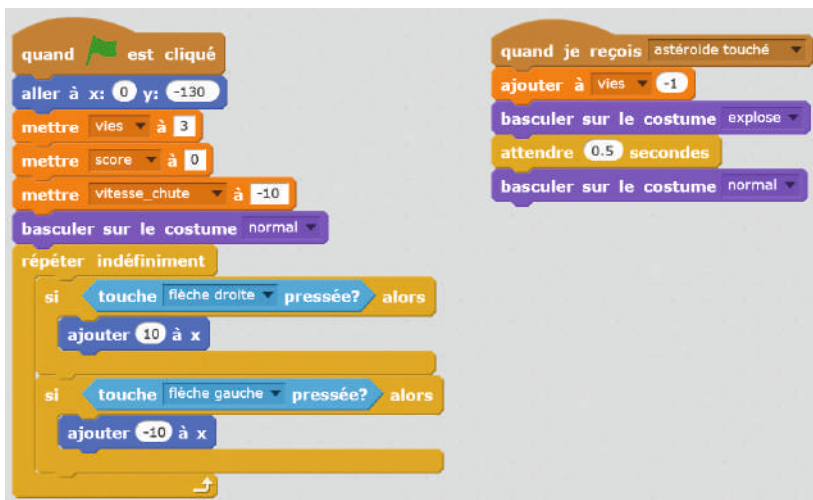 quand est cliqué
aller à x: 0 y: -130
mettre vies à 3
mettre score à 0
mettre vitesse_chute à -10
basculer sur le costume normal
répéter indéfiniment
si touche flèche droite pressée? alors
ajouter 10 à x
si touche flèche gauche pressée? alors
ajouter -10 à x
quand je reçois astéroide touché
ajouter à vies -1
basculer sur le costume explose
attendre 0.5 secondes
basculer sur le costume normal